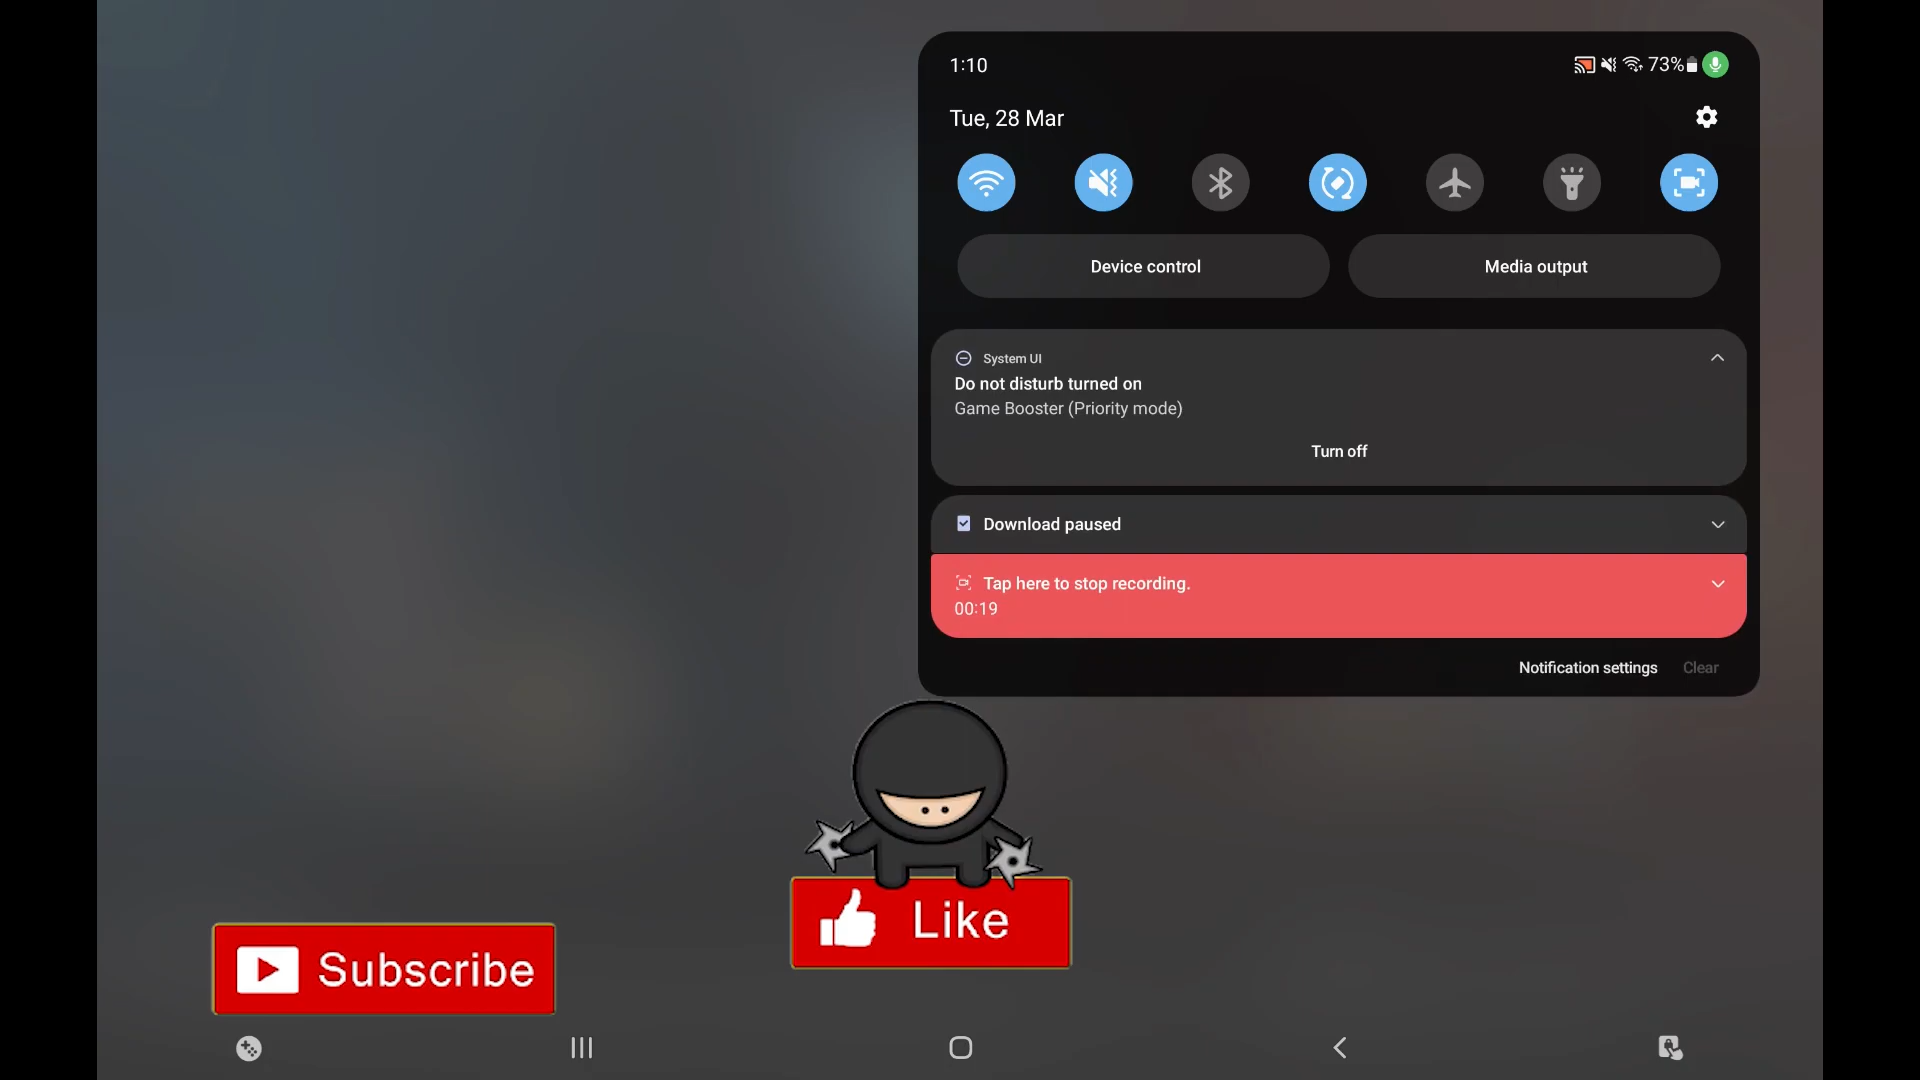 1:10
73%
Tue, 28 Mar
Device control
Media output
System UI
Do not disturb turned on
Game Booster (Priority mode)
Turn off
Download paused
Tap here to stop recording.
00:19
Notification settings
Clear
Like
Subscribe